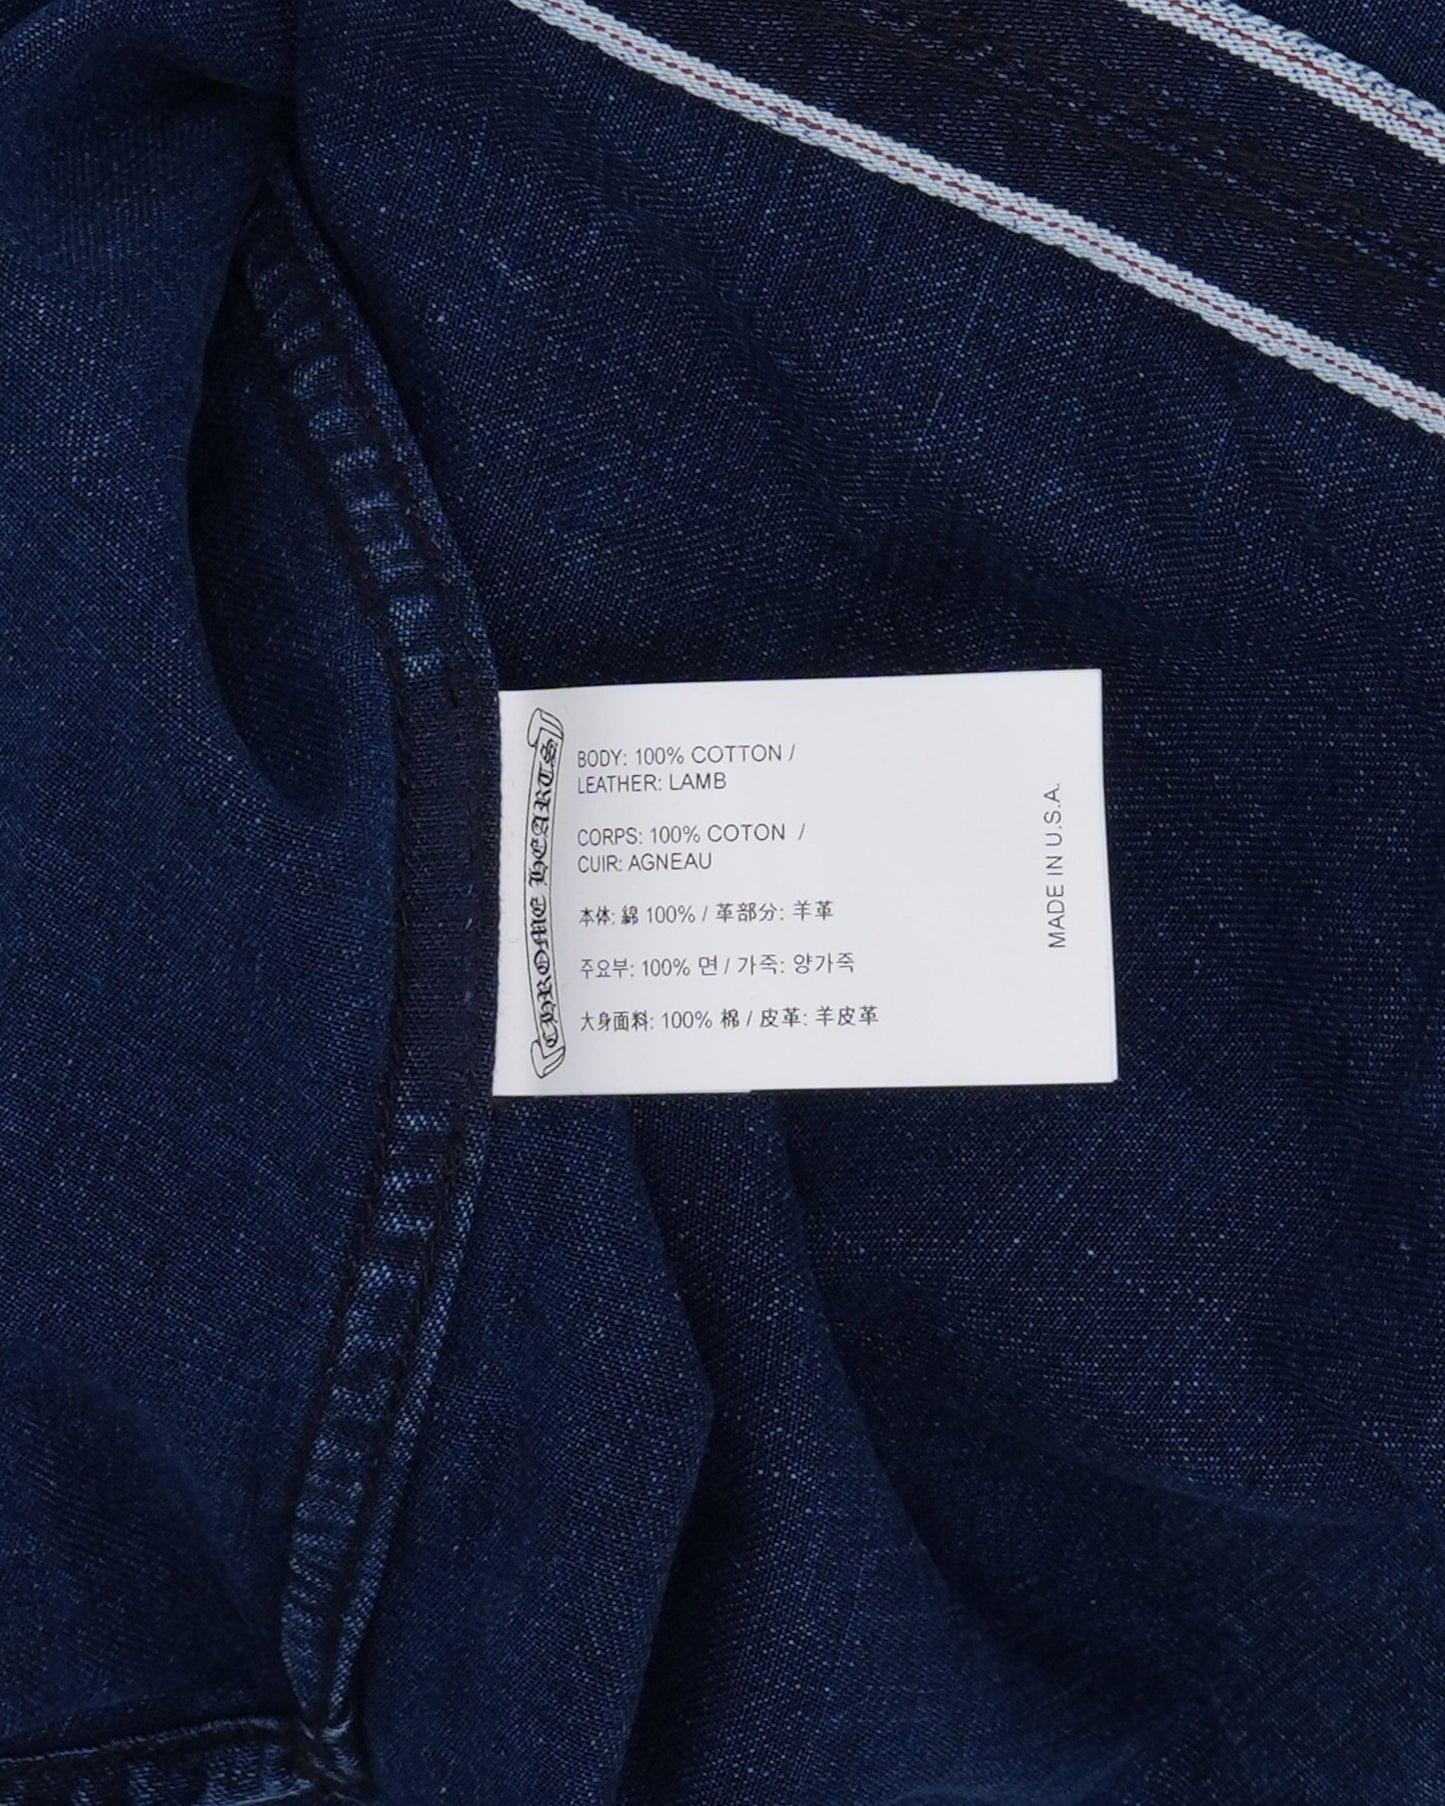 CHROME HEARTS
BODY: 100% COTTON /
LEATHER: LAMB
CORPS: 100% COTON /
CUIR: AGNEAU
本体: 綿 100% / 革部分: 羊革
주요부: 100% 면 / 가죽: 양가죽
大身面料: 100% 棉 / 皮革: 羊皮革
MADE IN U.S.A.